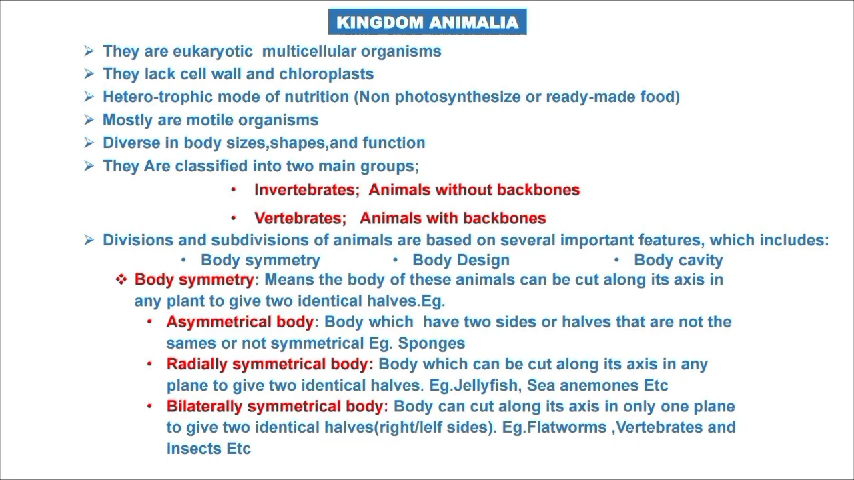 KINGDOM ANIMALIA
➢ They are eukaryotic multicellular organisms
➢ They lack cell wall and chloroplasts
➢ Hetero-trophic mode of nutrition (Non photosynthesize or ready-made food)
➢ Mostly are motile organisms
➢ Diverse in body sizes,shapes,and function
➢ They Are classified into two main groups;
• Invertebrates; Animals without backbones
• Vertebrates; Animals with backbones
➢ Divisions and subdivisions of animals are based on several important features, which includes:
• Body symmetry • Body Design • Body cavity
❖ Body symmetry: Means the body of these animals can be cut along its axis in
any plant to give two identical halves.Eg.
• Asymmetrical body: Body which have two sides or halves that are not the
sames or not symmetrical Eg. Sponges
• Radially symmetrical body: Body which can be cut along its axis in any
plane to give two identical halves. Eg.Jellyfish, Sea anemones Etc
• Bilaterally symmetrical body: Body can cut along its axis in only one plane
to give two identical halves(right/lelf sides). Eg.Flatworms ,Vertebrates and
Insects Etc